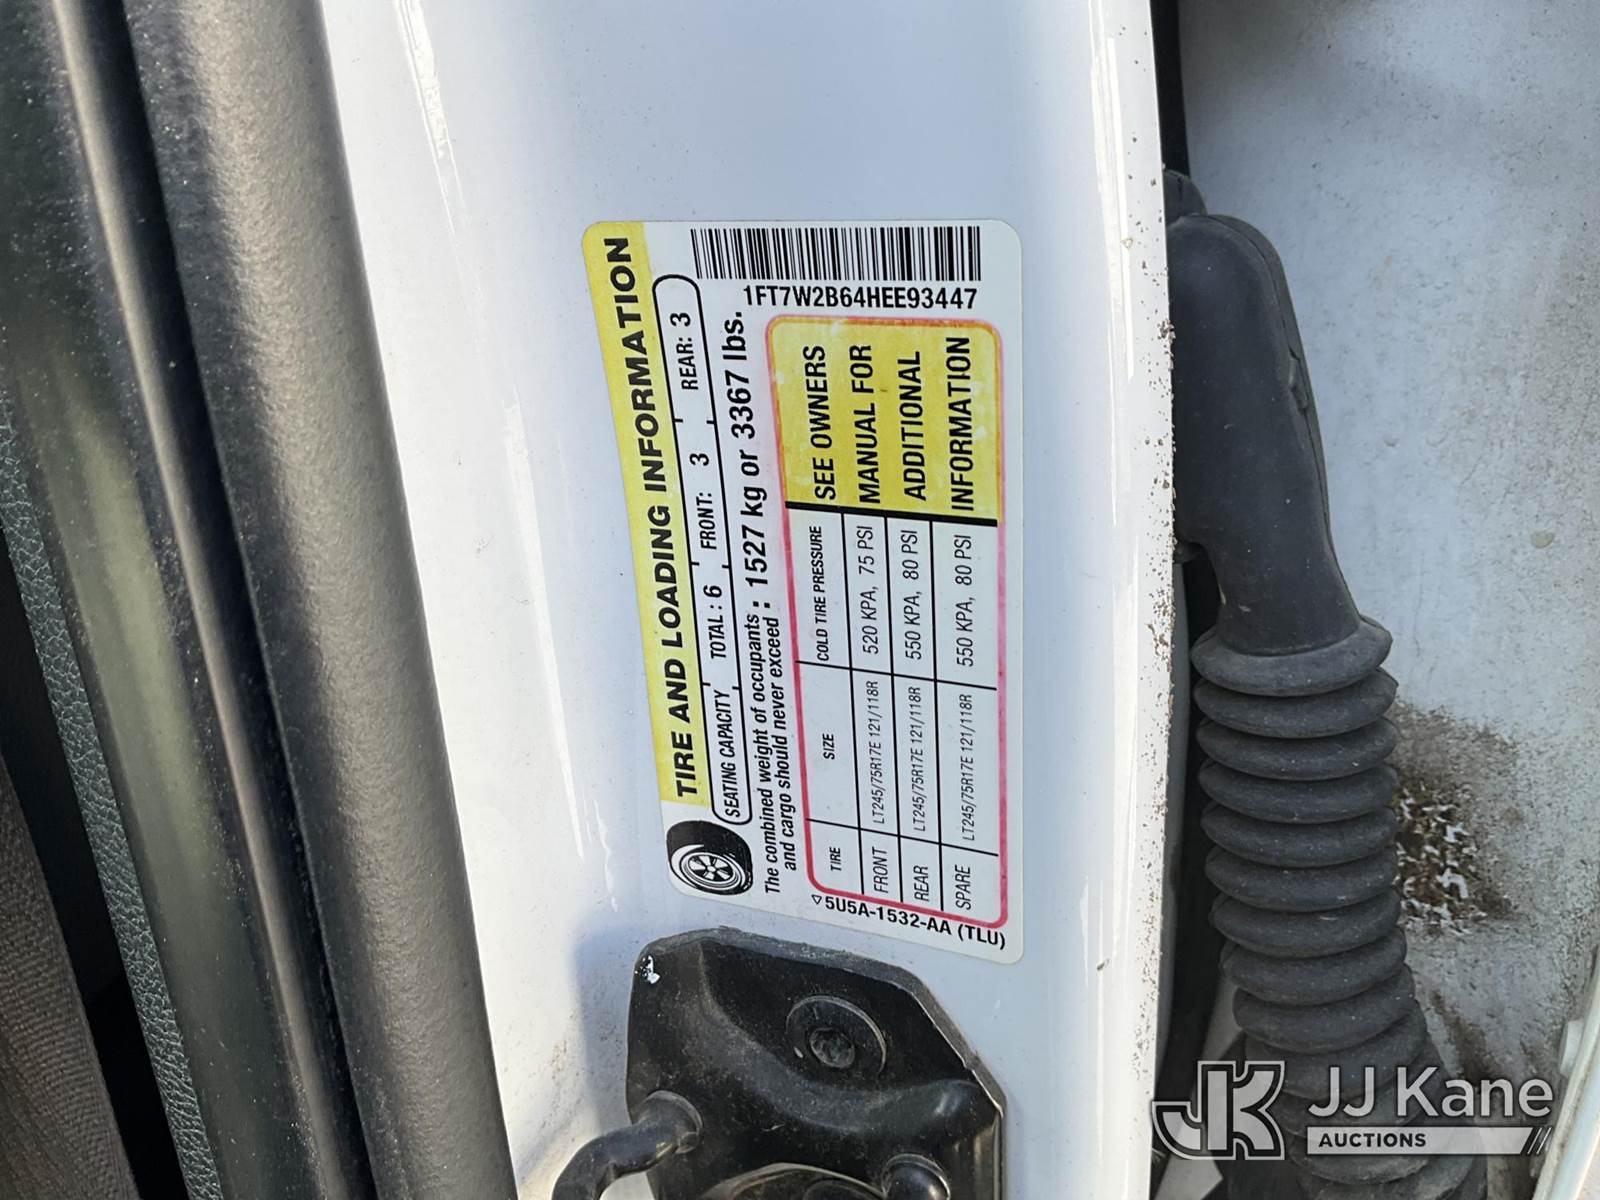 TIRE AND LOADING INFORMATION
SEATING CAPACITY TOTAL : 6 FRONT: 3 REAR: 3
The combined weight of occupants and cargo should never exceed : 1527 kg or 3367 lbs.
1FT7W2B64HEE93447
TIRE SIZE COLD TIRE PRESSURE
FRONT LT245/75R17E 121/118R 520 KPA, 75 PSI
REAR LT245/75R17E 121/118R 550 KPA, 80 PSI
SPARE LT245/75R17E 121/118R 550 KPA, 80 PSI
SEE OWNERS
MANUAL FOR
ADDITIONAL
INFORMATION
5U5A-1532-AA (TLU)
JK
JJ Kane
AUCTIONS